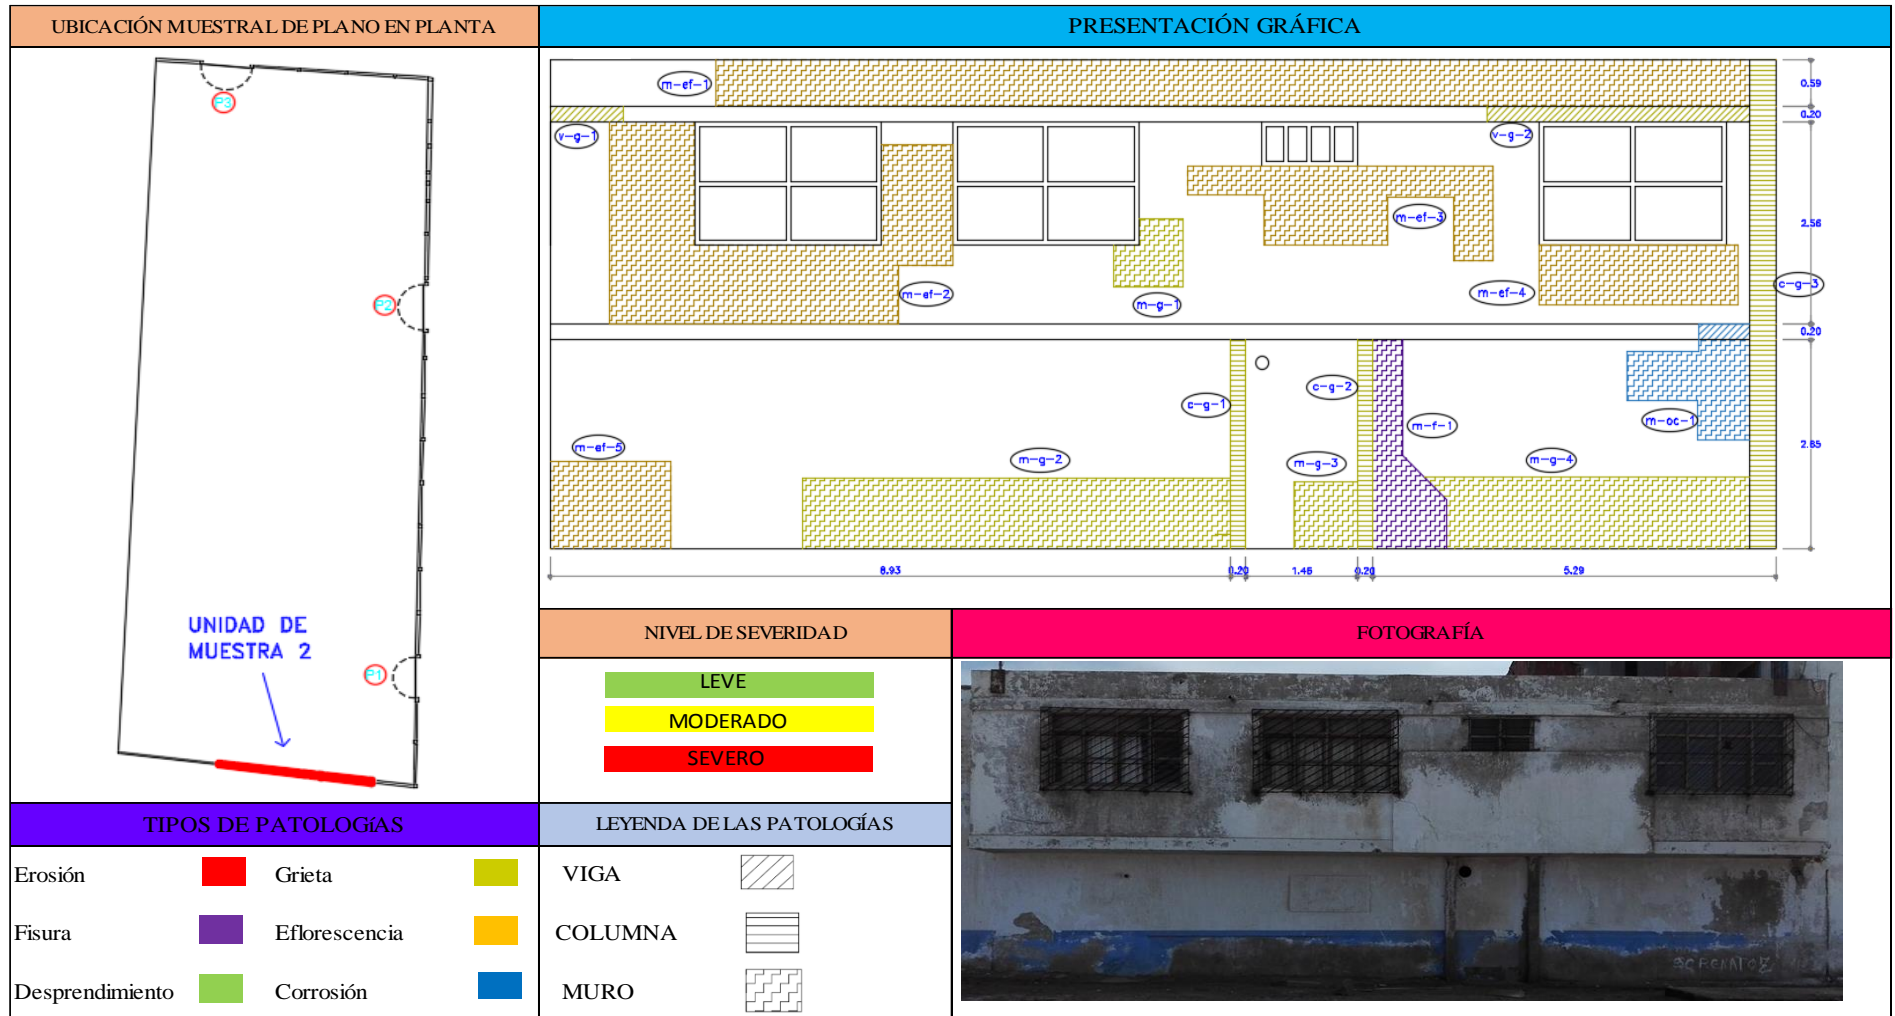 UBICACIÓN MUESTRAL DE PLANO EN PLANTA
P3
P2
P1
UNIDAD DE
MUESTRA 2
PRESENTACIÓN GRÁFICA
m-ef-1
v-g-1
v-g-2
m-ef-3
m-ef-2
m-g-1
m-ef-4
c-g-3
c-g-1
c-g-2
m-f-1
m-oc-1
m-ef-5
m-g-2
m-g-3
m-g-4
0.59
0.20
2.56
0.20
2.65
8.93
0.20
1.45
0.20
5.29
NIVEL DE SEVERIDAD
LEVE
MODERADO
SEVERO
FOTOGRAFÍA
TIPOS DE PATOLOGíAS
Erosión
Grieta
Fisura
Eflorescencia
Desprendimiento
Corrosión
LEYENDA DE LAS PATOLOGÍAS
VIGA
COLUMNA
MURO